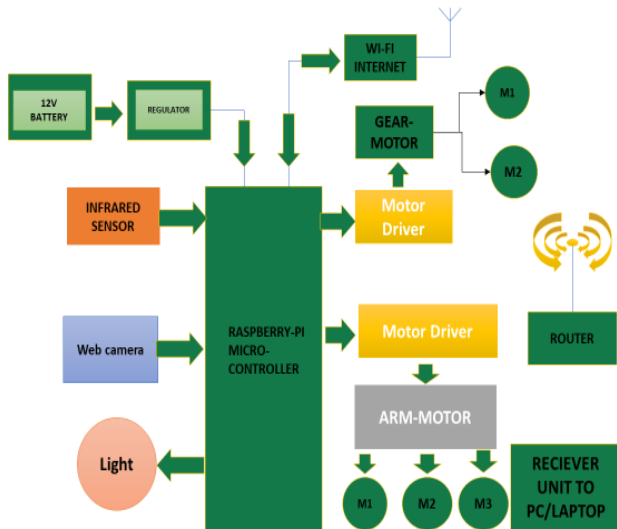 WI-FI
INTERNET
12V
BATTERY
REGULATOR
GEAR-
MOTOR
M1
M2
INFRARED
SENSOR
Motor
Driver
Web camera
RASPBERRY-PI
MICRO-
CONTROLLER
Motor Driver
ROUTER
Light
ARM-MOTOR
M1
M2
M3
RECIEVER
UNIT TO
PC/LAPTOP